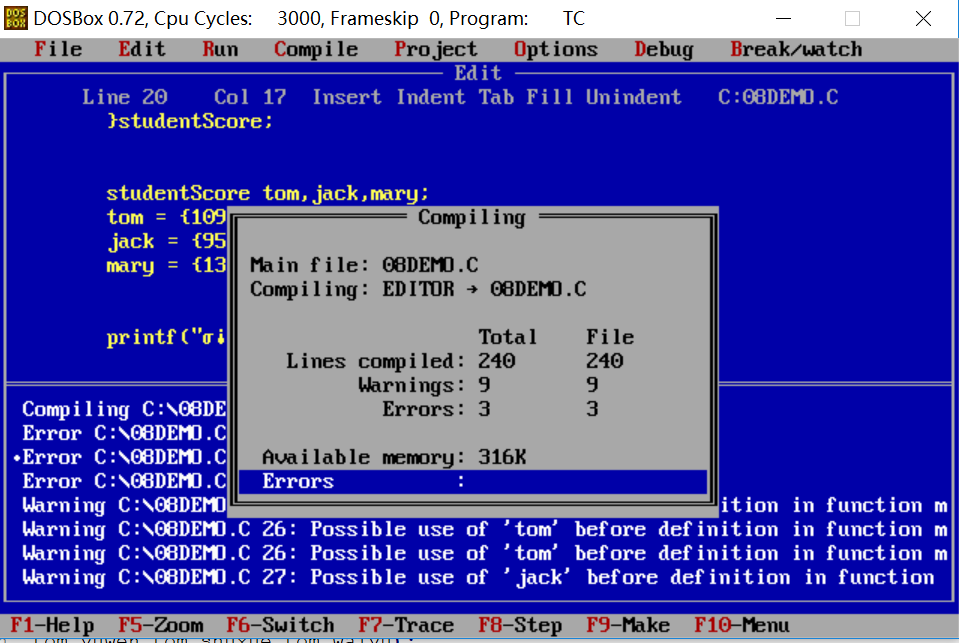 DOSBox 0.72, Cpu Cycles: 3000, Frameskip 0, Program: TC
File Edit Run Compile Project Options Debug Break/watch
Edit
Line 20 Col 17 Insert Indent Tab Fill Unindent C:08DEMO.C
}studentScore;
studentScore tom,jack,mary;
tom = {109
jack = {95
mary = {13
printf("σ
Compiling
Main file: 08DEMO.C
Compiling: EDITOR → 08DEMO.C
Total File
Lines compiled: 240 240
Warnings: 9 9
Errors: 3 3
Available memory: 316K
Errors :
Compiling C:\08DE
Error C:\08DEMO.C
•Error C:\08DEMO.C
Error C:\08DEMO.C
Warning C:\08DEMO ition in function m
Warning C:\08DEMO.C 26: Possible use of 'tom' before definition in function m
Warning C:\08DEMO.C 26: Possible use of 'tom' before definition in function m
Warning C:\08DEMO.C 27: Possible use of 'jack' before definition in function
F1-Help F5-Zoom F6-Switch F7-Trace F8-Step F9-Make F10-Menu